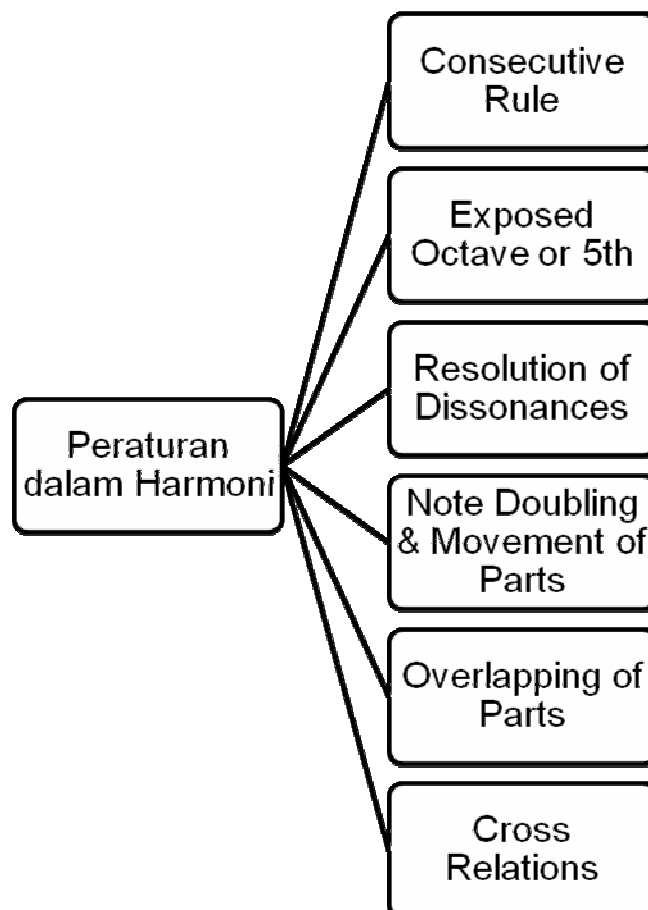 Consecutive
Rule
Exposed
Octave or 5th
Resolution of
Dissonances
Peraturan
dalam Harmoni
Note Doubling
& Movement of
Parts
Overlapping of
Parts
Cross
Relations